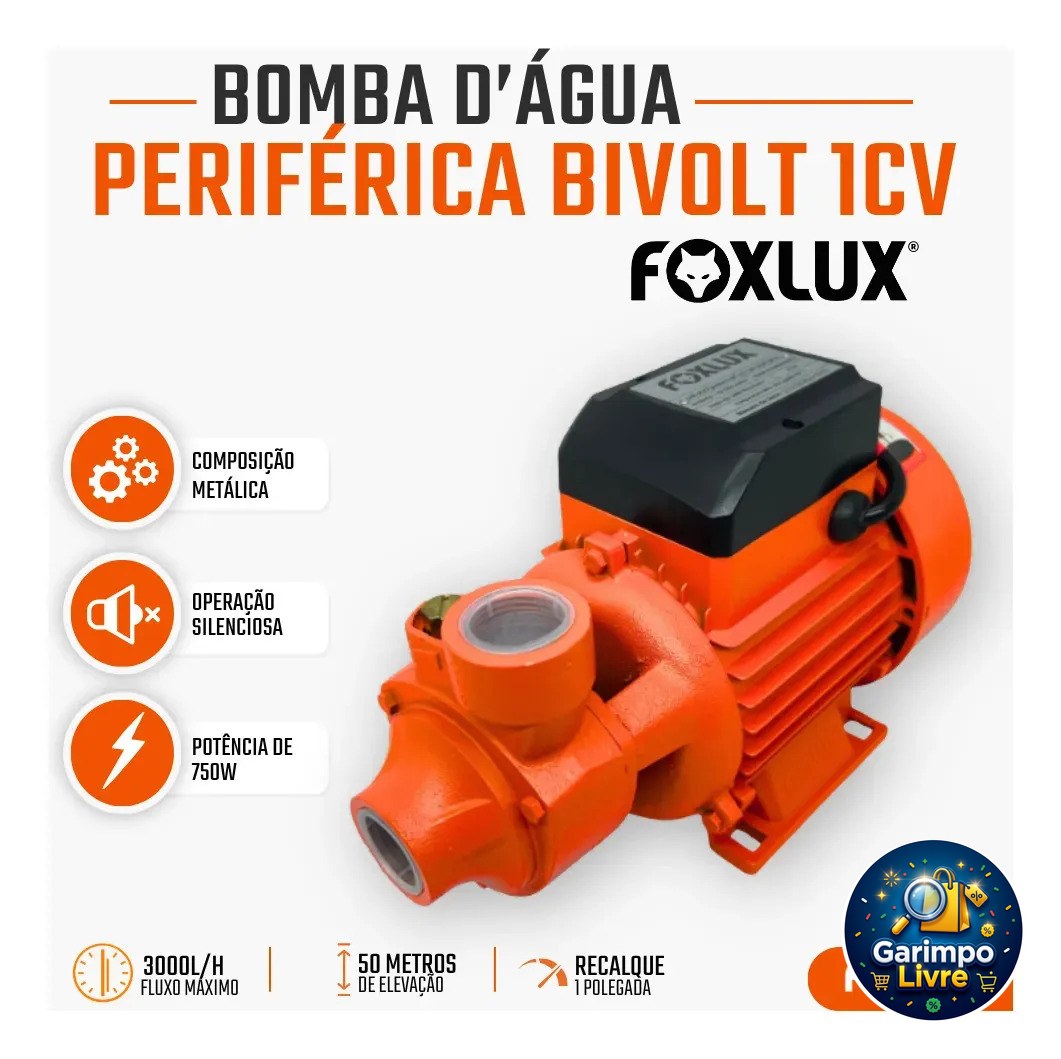 BOMBA D'ÁGUA
PERIFÉRICA BIVOLT 1CV
FOXLUX®
FOXLUX
COMPOSIÇÃO
METÁLICA
OPERAÇÃO
SILENCIOSA
POTÊNCIA DE
750W
3000L/H
FLUXO MÁXIMO
50 METROS
DE ELEVAÇÃO
RECALQUE
1 POLEGADA
Garimpo
Livre